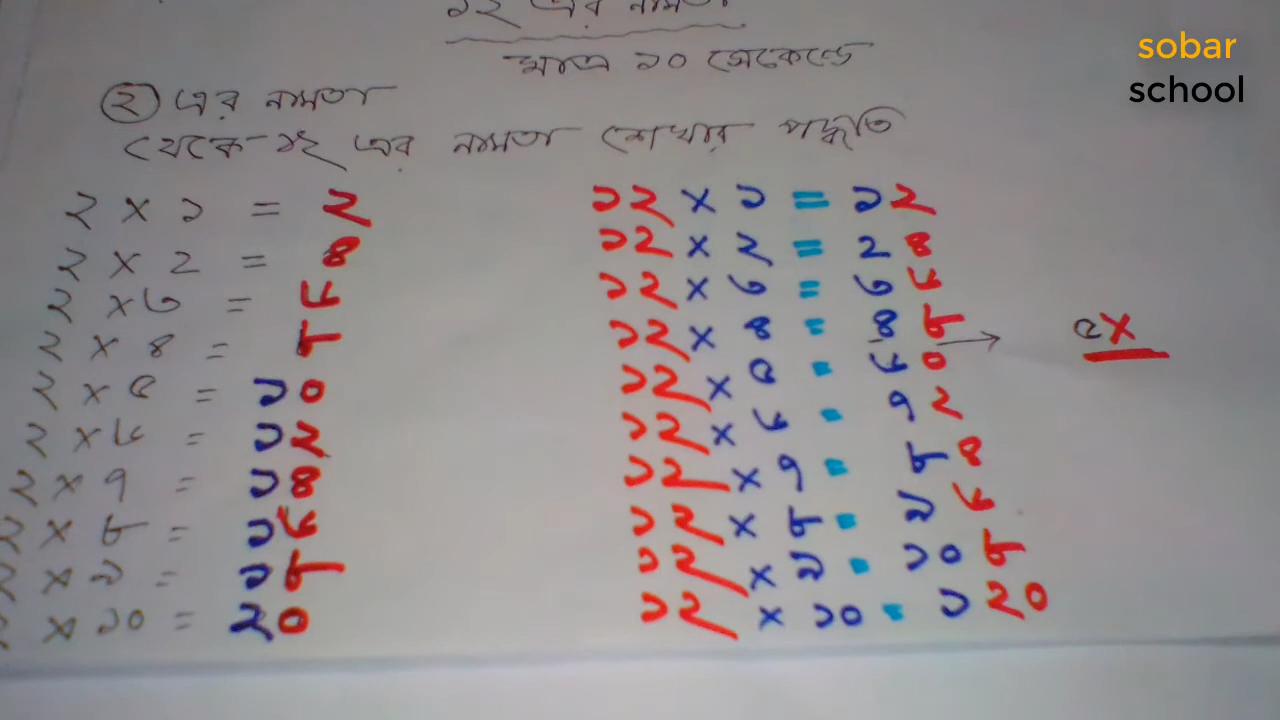 ১২ এর নামতা
মাত্র ১০ সেকেন্ডে
sobar
school
২ এর নামতা
থেকে ১২ এর নামতা শেখার পদ্ধতি
২ × ১ = ২
২ × ২ = ৪
২ × ৩ = ৬
২ × ৪ = ৮
২ × ৫ = ১০
২ × ৬ = ১২
২ × ৭ = ১৪
২ × ৮ = ১৬
২ × ৯ = ১৮
২ × ১০ = ২০
১২ × ১ = ১২
১২ × ২ = ২৪
১২ × ৩ = ৩৬
১২ × ৪ = ৪৮ →
১২ × ৫ = ৬০
১২ × ৬ = ৭২
১২ × ৭ = ৮৪
১২ × ৮ = ৯৬
১২ × ৯ = ১০৮
১২ × ১০ = ১২০